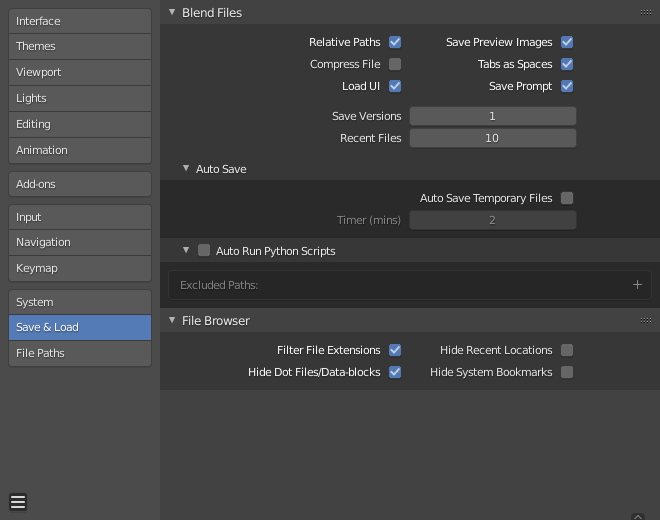 Interface
Themes
Viewport
Lights
Editing
Animation
Add-ons
Input
Navigation
Keymap
System
Save & Load
File Paths
Blend Files
Relative Paths Save Preview Images
Compress File Tabs as Spaces
Load UI Save Prompt
Save Versions 1
Recent Files 10
Auto Save
Auto Save Temporary Files
Timer (mins) 2
Auto Run Python Scripts
Excluded Paths:
File Browser
Filter File Extensions Hide Recent Locations
Hide Dot Files/Data-blocks Hide System Bookmarks